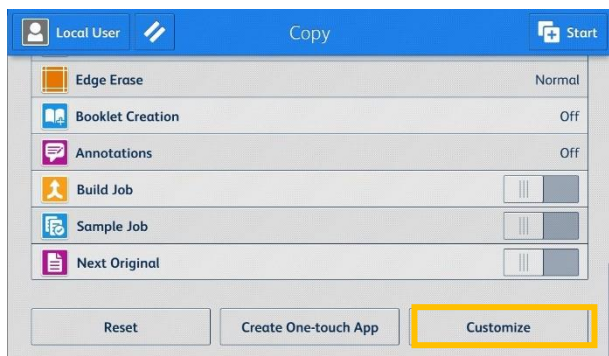 Local User Copy Start
Edge Erase Normal
Booklet Creation Off
Annotations Off
Build Job
Sample Job
Next Original
Reset Create One-touch App Customize